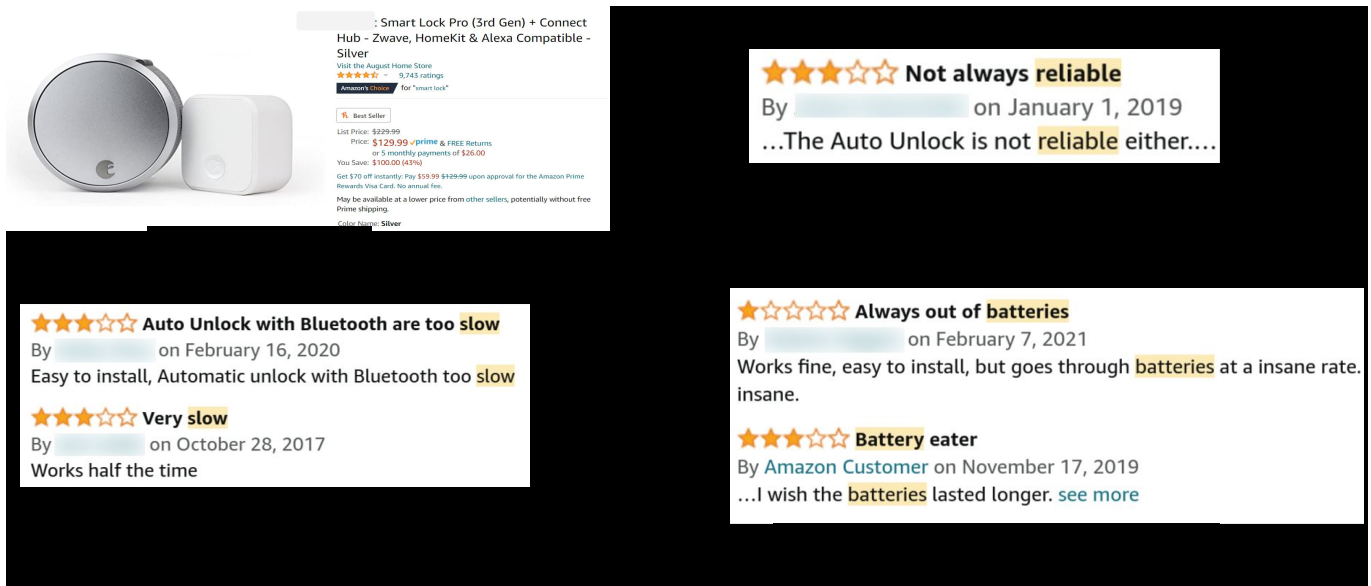 : Smart Lock Pro (3rd Gen) + Connect
Hub - Zwave, HomeKit & Alexa Compatible -
Silver
Visit the August Home Store
9,743 ratings
Amazon's Choice for "smart lock"
Best Seller
List Price: $229.99
Price: $129.99 prime & FREE Returns
or 5 monthly payments of $26.00
You Save: $100.00 (43%)
Get $70 off instantly: Pay $59.99 $129.99 upon approval for the Amazon Prime
Rewards Visa Card. No annual fee.
May be available at a lower price from other sellers, potentially without free
Prime shipping.
Color Name: Silver
Not always reliable
By on January 1, 2019
...The Auto Unlock is not reliable either....
Auto Unlock with Bluetooth are too slow
By on February 16, 2020
Easy to install, Automatic unlock with Bluetooth too slow
Very slow
By on October 28, 2017
Works half the time
Always out of batteries
By on February 7, 2021
Works fine, easy to install, but goes through batteries at a insane rate.
insane.
Battery eater
By Amazon Customer on November 17, 2019
...I wish the batteries lasted longer. see more